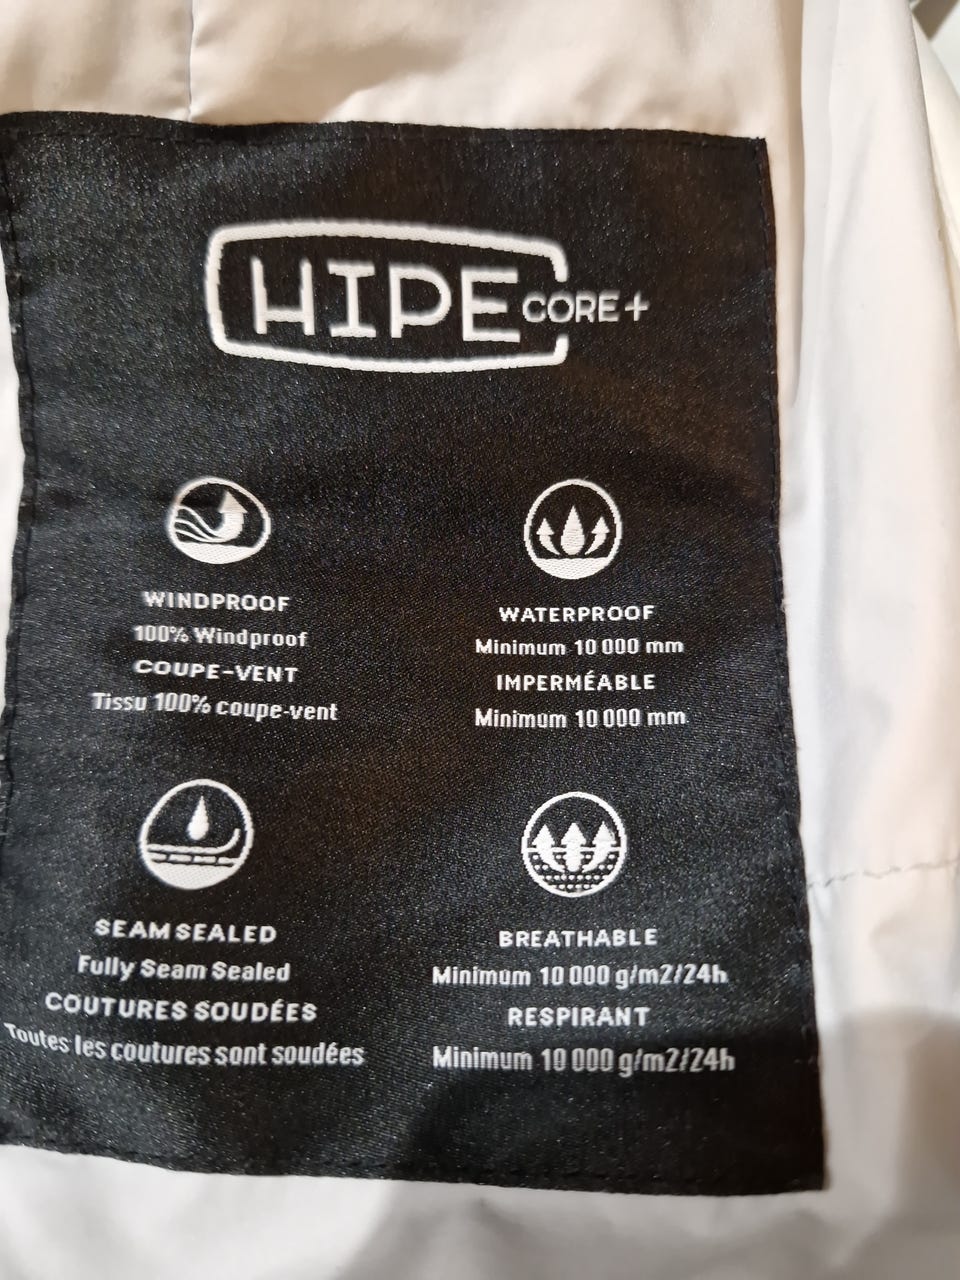 HIPE CORE+
WINDPROOF
100% Windproof
COUPE-VENT
Tissu 100% coupe-vent
WATERPROOF
Minimum 10 000 mm
IMPERMÉABLE
Minimum 10 000 mm
SEAM SEALED
Fully Seam Sealed
COUTURES SOUDÉES
Toutes les coutures sont soudées
BREATHABLE
Minimum 10 000 g/m2/24h
RESPIRANT
Minimum 10 000 g/m2/24h